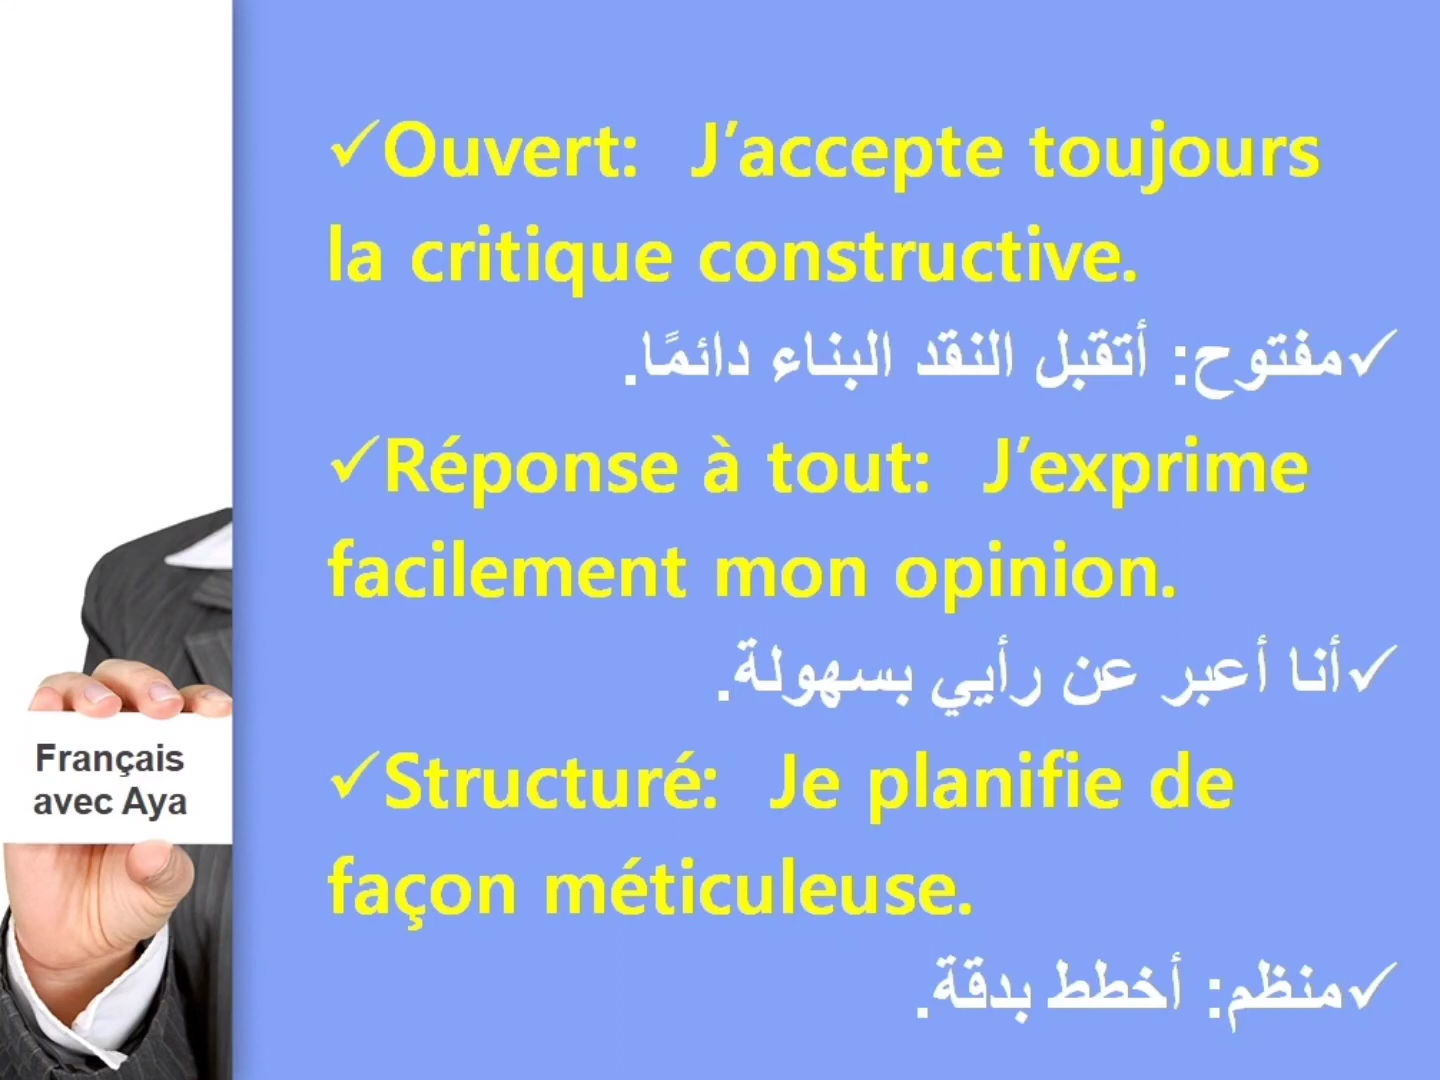 ✓Ouvert: J’accepte toujours
la critique constructive.
✓مفتوح: أتقبل النقد البناء دائمًا.
✓Réponse à tout: J’exprime
facilement mon opinion.
✓أنا أعبر عن رأيي بسهولة.
✓Structuré: Je planifie de
façon méticuleuse.
✓منظم: أخطط بدقة.
Français
avec Aya